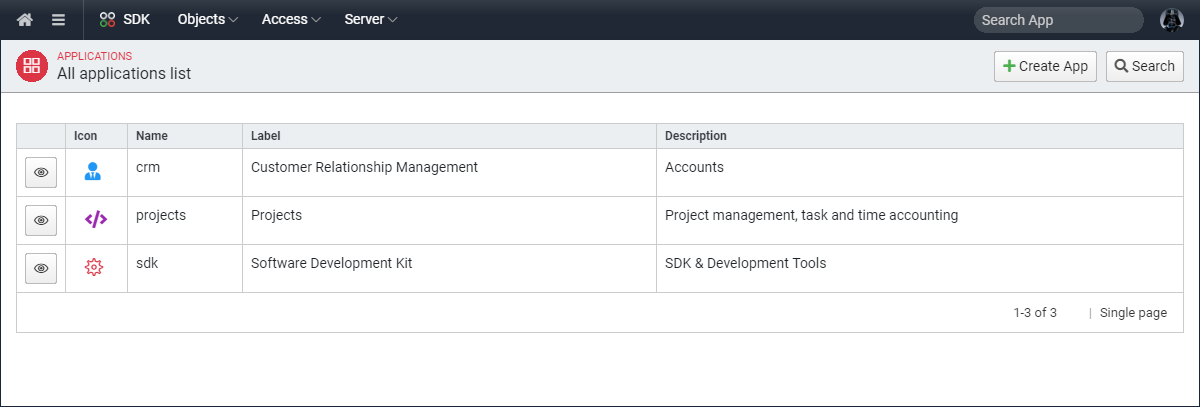 SDK Objects Access Server Search App
APPLICATIONS
All applications list
Create App Search
Icon Name Label Description
crm Customer Relationship Management Accounts
projects Projects Project management, task and time accounting
sdk Software Development Kit SDK & Development Tools
1-3 of 3 | Single page